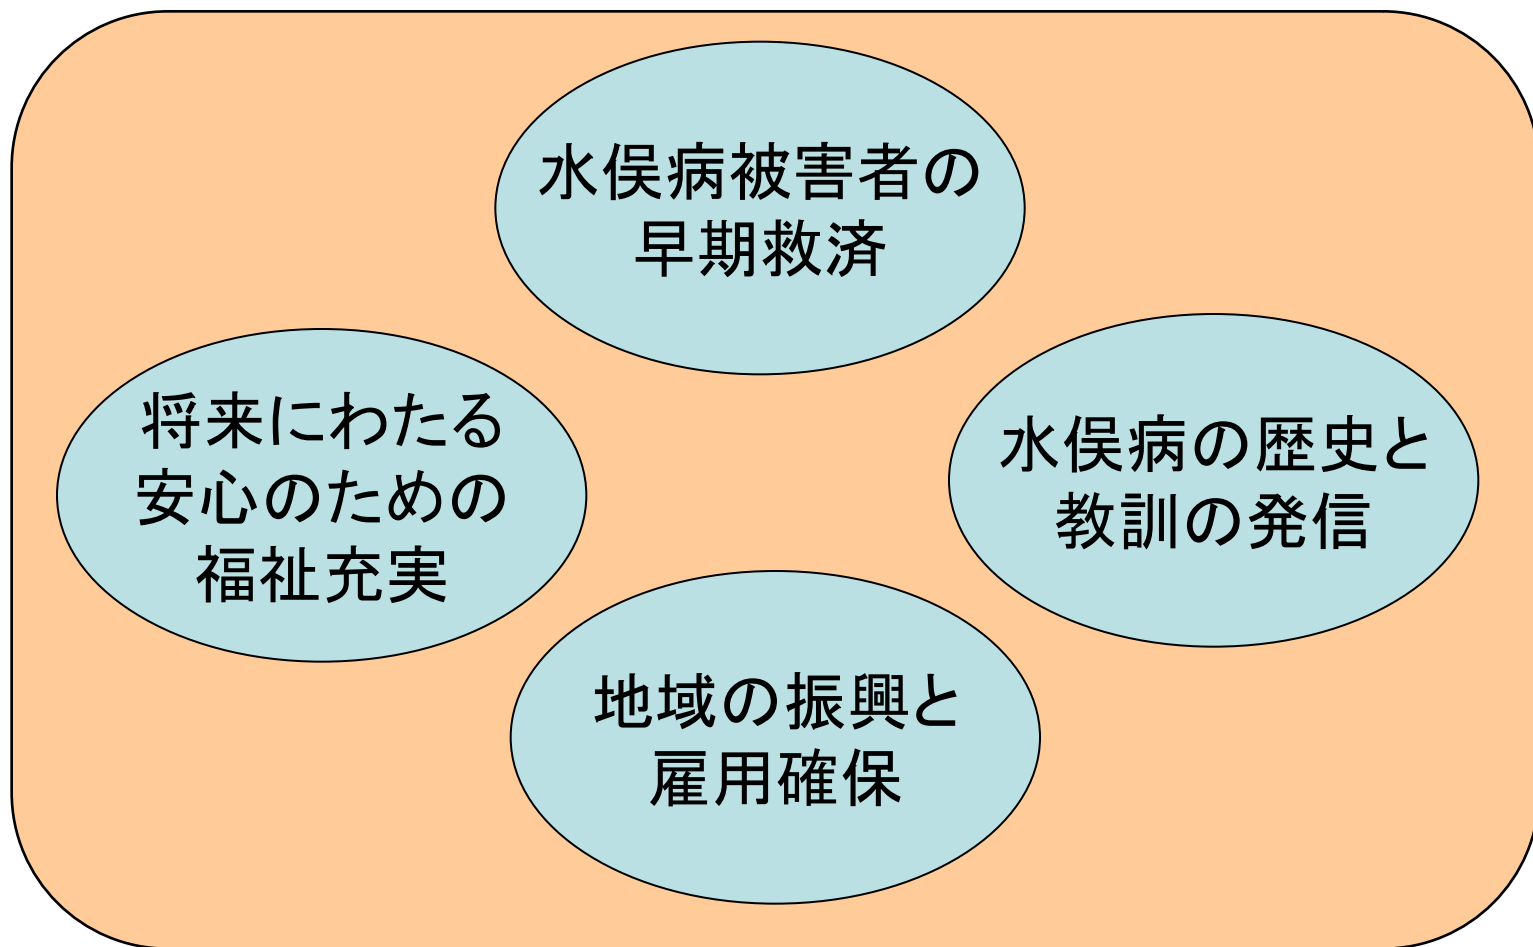 水俣病被害者の
早期救済
将来にわたる
安心のための
福祉充実
水俣病の歴史と
教訓の発信
地域の振興と
雇用確保